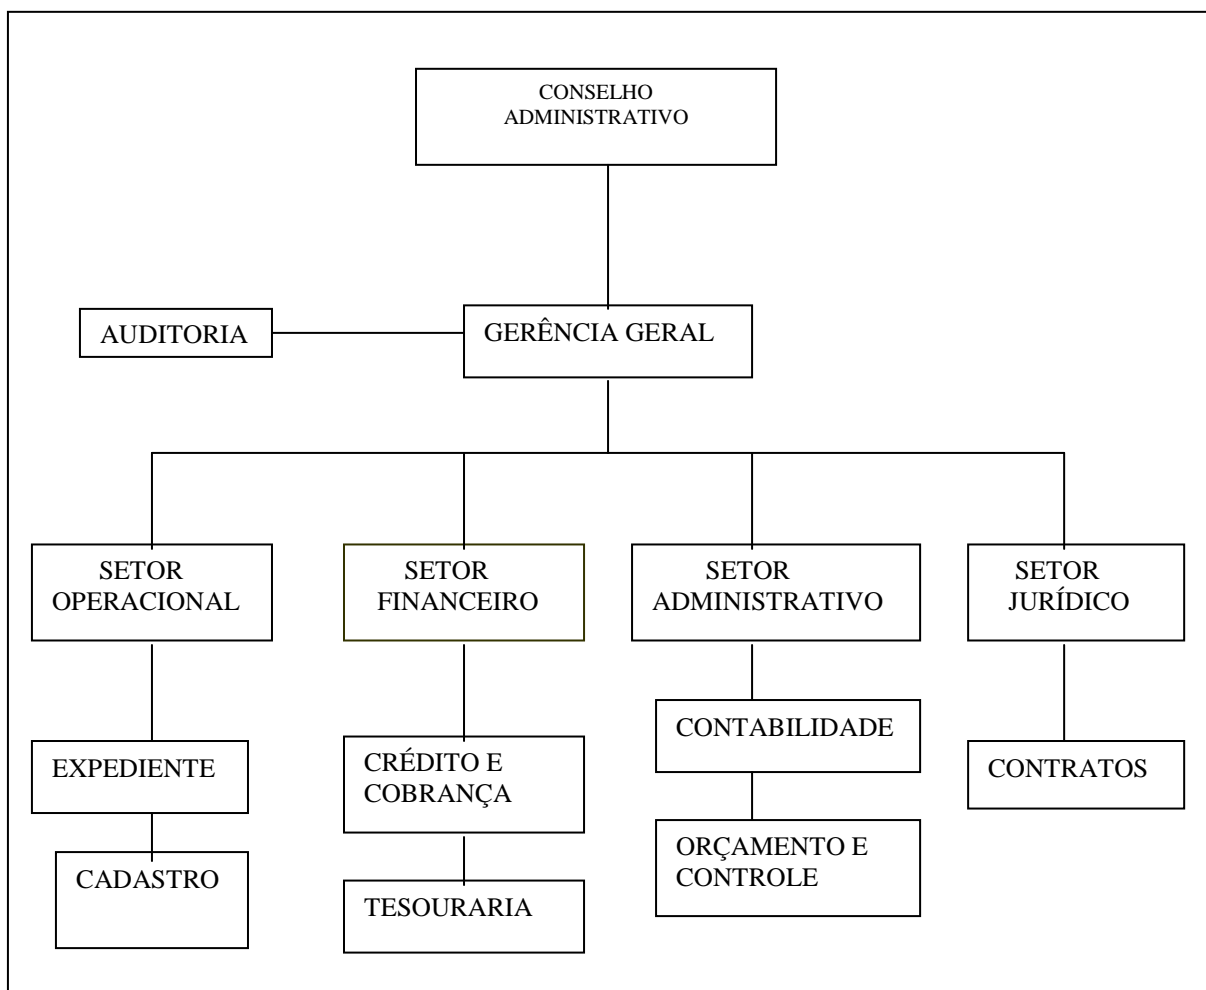 CONSELHO
ADMINISTRATIVO
AUDITORIA
GERÊNCIA GERAL
SETOR
OPERACIONAL
SETOR
FINANCEIRO
SETOR
ADMINISTRATIVO
SETOR
JURÍDICO
EXPEDIENTE
CRÉDITO E
COBRANÇA
CONTABILIDADE
CONTRATOS
CADASTRO
TESOURARIA
ORÇAMENTO E
CONTROLE